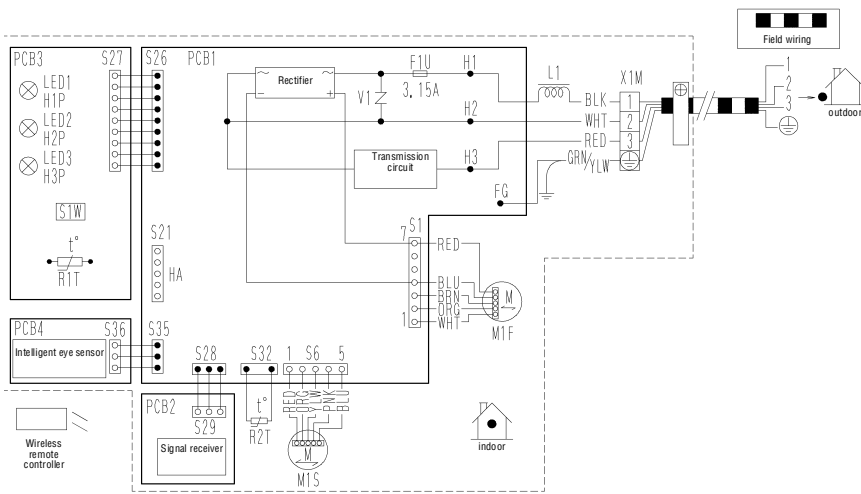 Field wiring
PCB3
S27
S26
PCB1
LED1
H1P
LED2
H2P
LED3
H3P
S1W
t°
R1T
Rectifier
~
~
−
+
V1
F1U
3.15A
H1
H2
H3
Transmission
circuit
FG
L1
X1M
BLK
1
WHT
2
RED
3
GRN/YLW
1
2
3
outdoor
S21
HA
S1
7
RED
BLU
BRN
ORG
WHT
1
M
M1F
PCB4
S36
S35
Intelligent eye sensor
S28
S32
1
S6
5
PCB2
S29
Signal receiver
t°
R2T
RED
ORG
YLW
PNK
BLU
M
M1S
Wireless
remote
controller
indoor